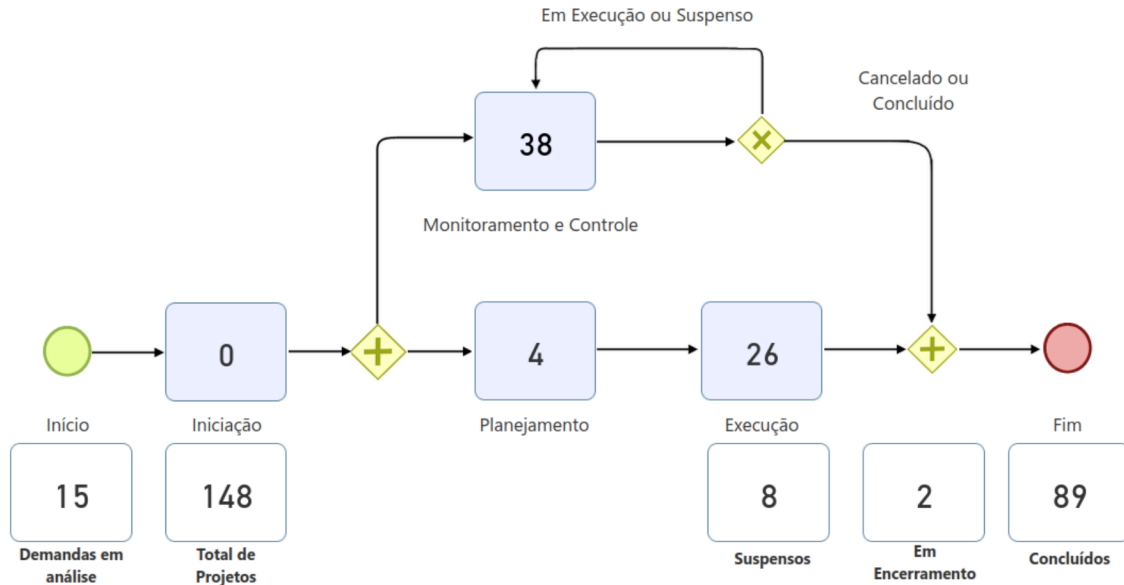 Em Execução ou Suspenso
Cancelado ou
Concluído
38
Monitoramento e Controle
0
4
26
Início
Iniciação
Planejamento
Execução
Fim
15
148
8
2
89
Demandas em
análise
Total de
Projetos
Suspensos
Em
Encerramento
Concluídos